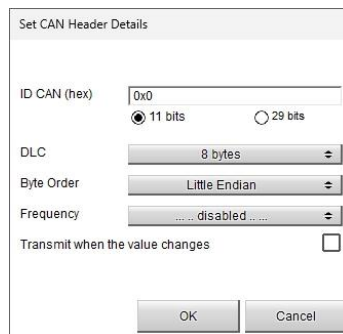 Set CAN Header Details
ID CAN (hex) 0x0
11 bits 29 bits
DLC 8 bytes
Byte Order Little Endian
Frequency ... .. disabled .. ...
Transmit when the value changes
OK Cancel